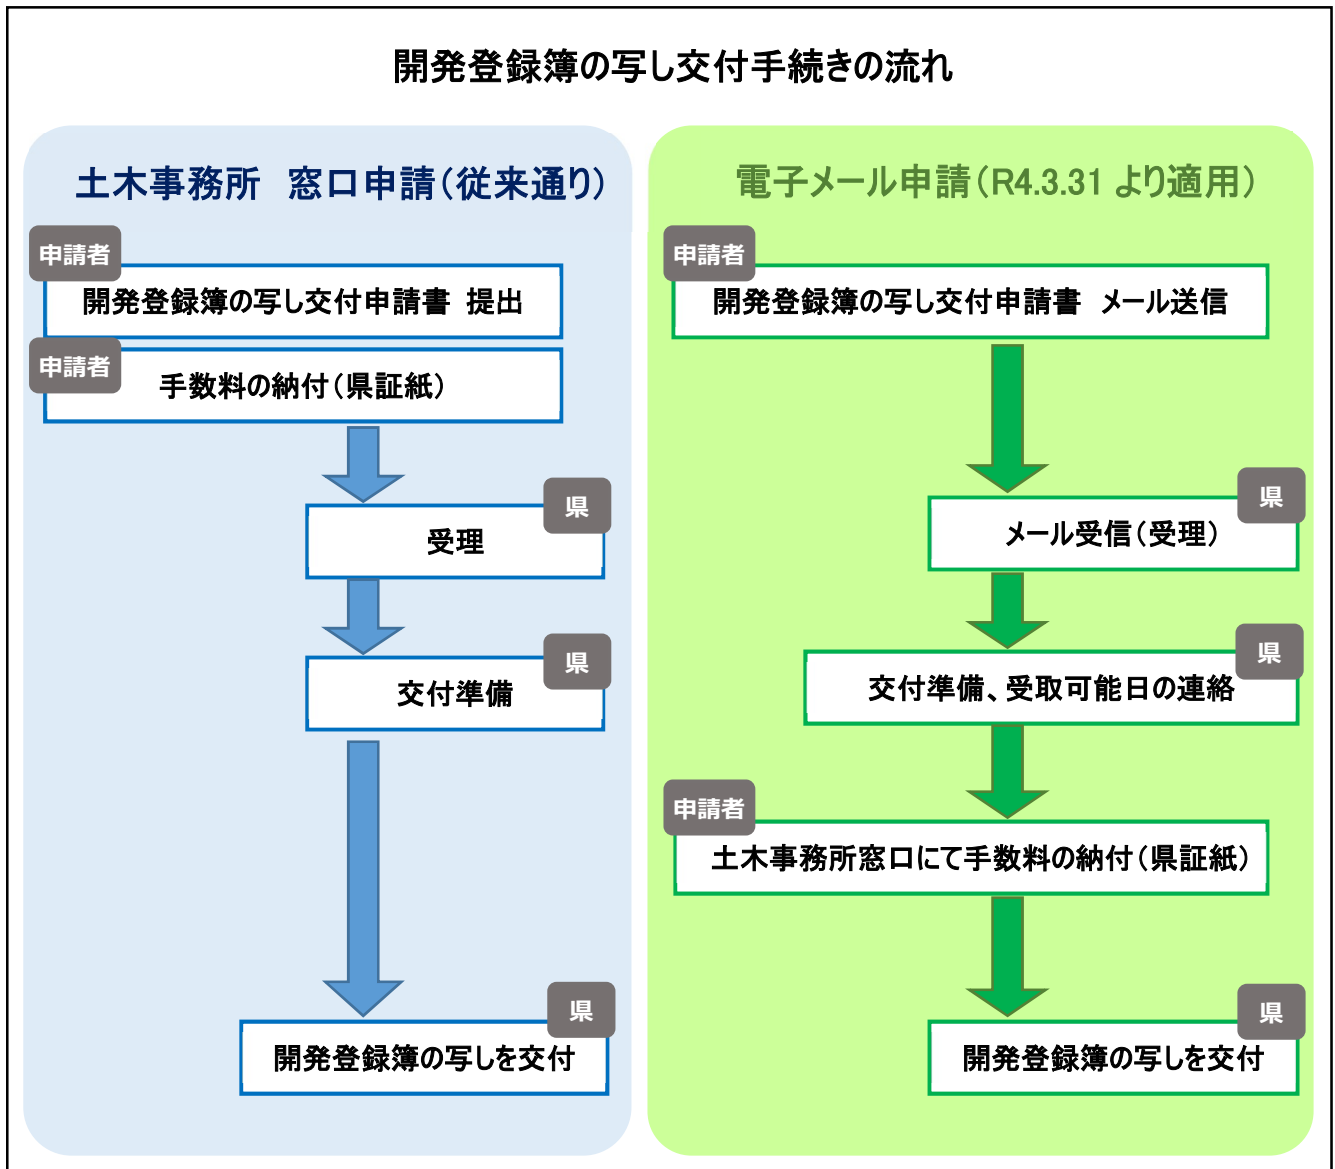 開発登録簿の写し交付手続きの流れ
土木事務所　窓口申請（従来通り）
申請者
開発登録簿の写し交付申請書　提出
申請者
手数料の納付（県証紙）
県
受理
県
交付準備
県
開発登録簿の写しを交付
電子メール申請（R4.3.31 より適用）
申請者
開発登録簿の写し交付申請書　メール送信
県
メール受信（受理）
県
交付準備、受取可能日の連絡
申請者
土木事務所窓口にて手数料の納付（県証紙）
県
開発登録簿の写しを交付